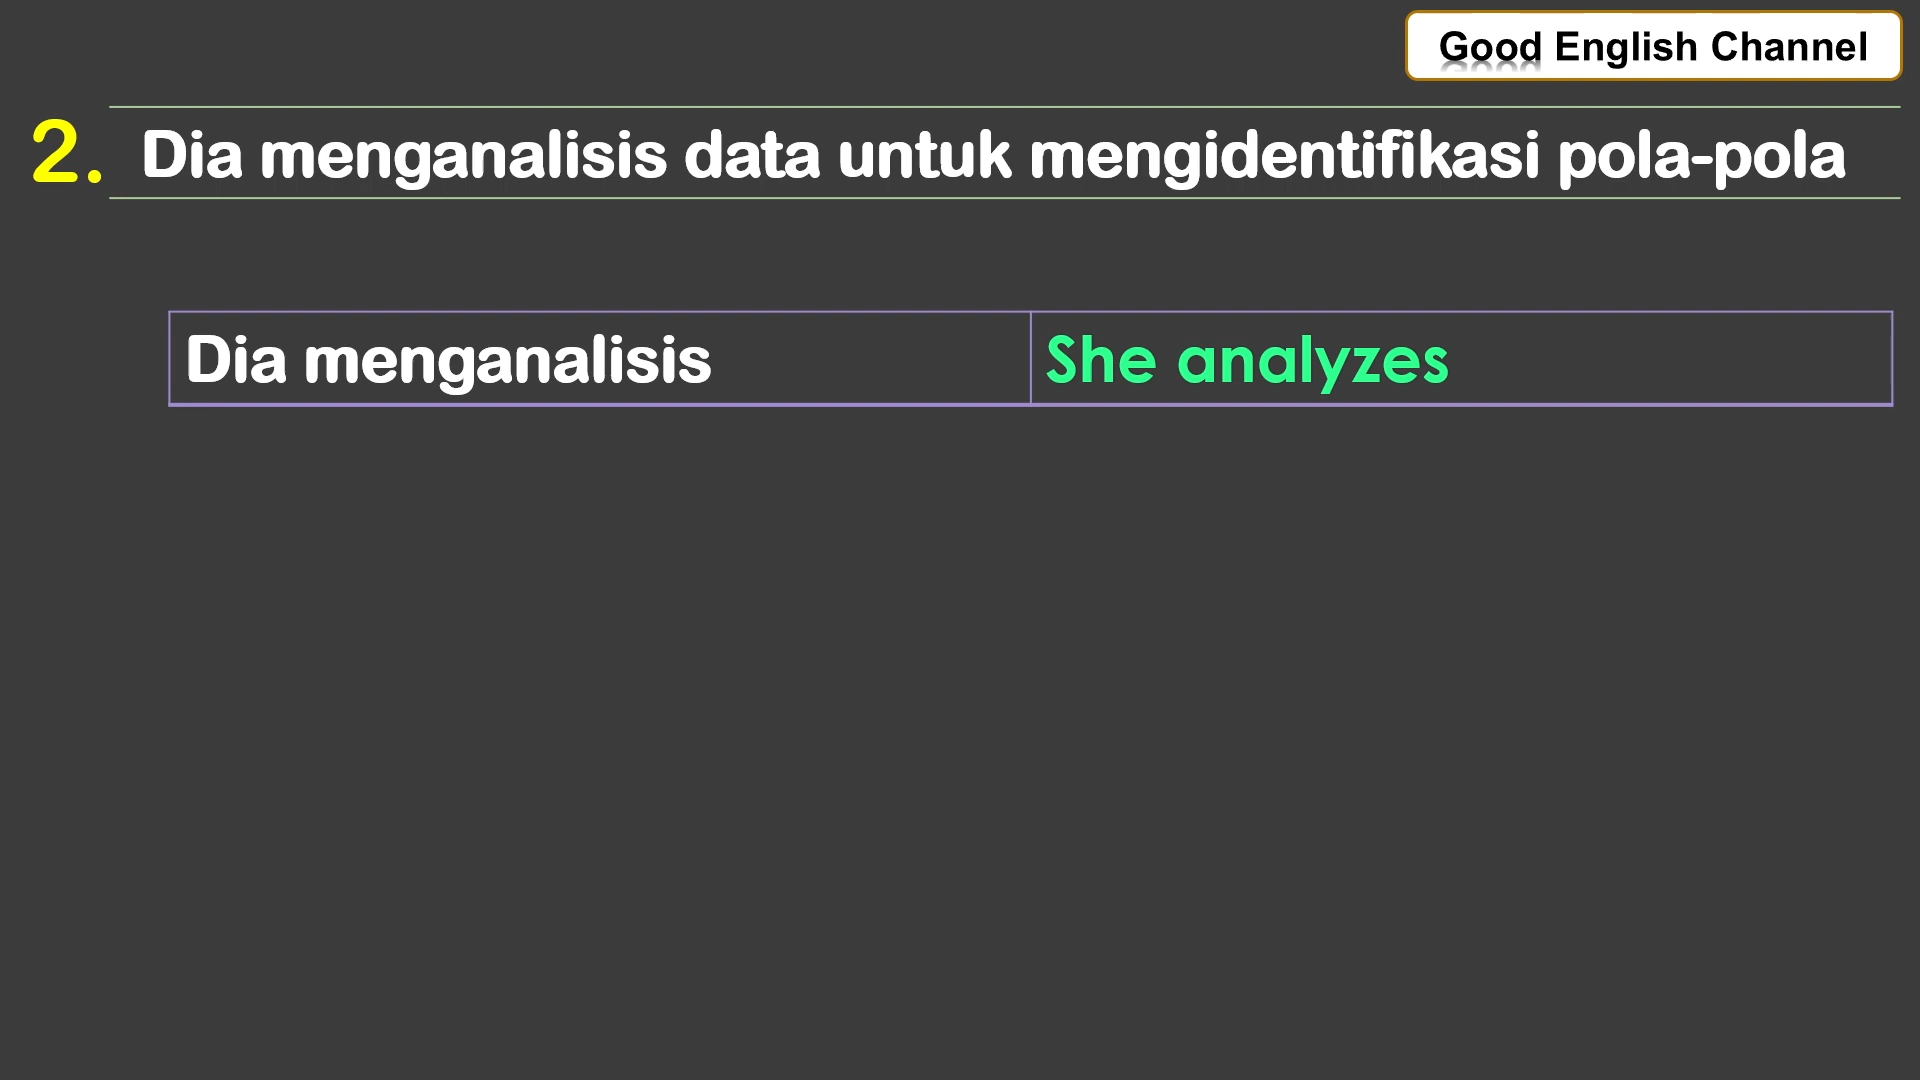 Good English Channel
2. Dia menganalisis data untuk mengidentifikasi pola-pola
Dia menganalisis She analyzes